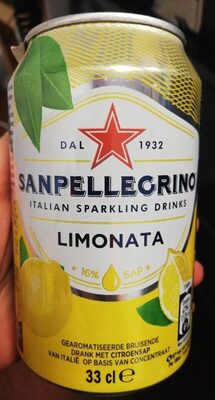 DAL 1932
SANPELLEGRINO
ITALIAN SPARKLING DRINKS
LIMONATA
16% SAP
GEAROMATISEERDE BRUISENDE
DRANK MET CITROENSAP
VAN ITALIË OP BASIS VAN CONCENTRAAT
33 cl e